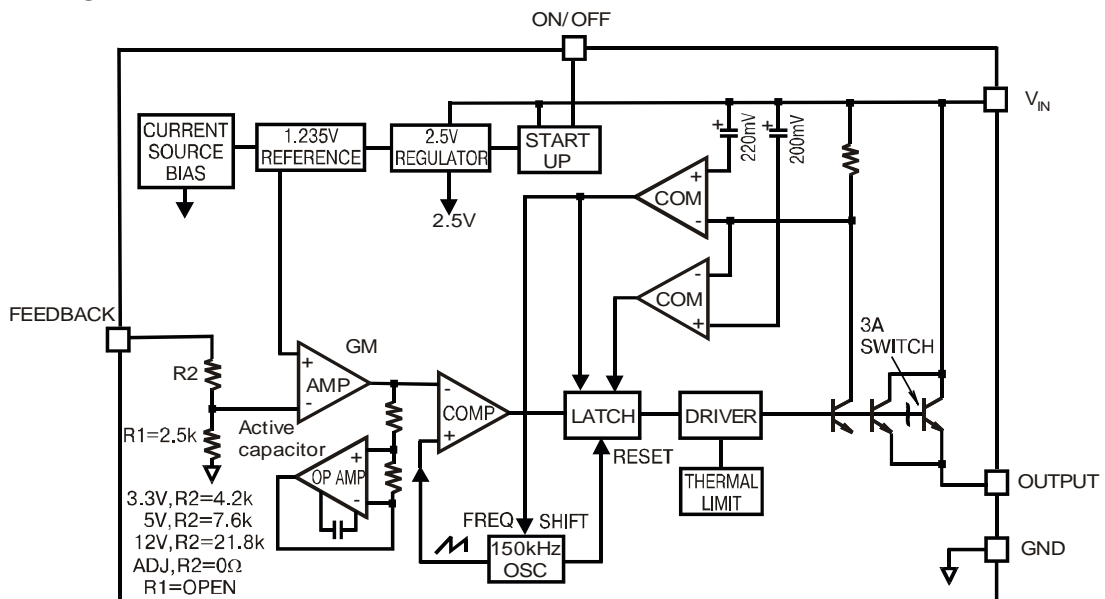 ON/OFF
V_IN
CURRENT
SOURCE
BIAS
1.235V
REFERENCE
2.5V
REGULATOR
START
UP
+
220mV
+
200mV
2.5V
+
COM
-
-
COM
+
FEEDBACK
3A
SWITCH
GM
R2
+
AMP
-
-
COMP
+
LATCH
DRIVER
R1=2.5k
Active
capacitor
RESET
+
OP AMP
-
THERMAL
LIMIT
OUTPUT
3.3V,R2=4.2k
5V,R2=7.6k
12V,R2=21.8k
ADJ,R2=0Ω
R1=OPEN
FREQ SHIFT
150kHz
OSC
GND